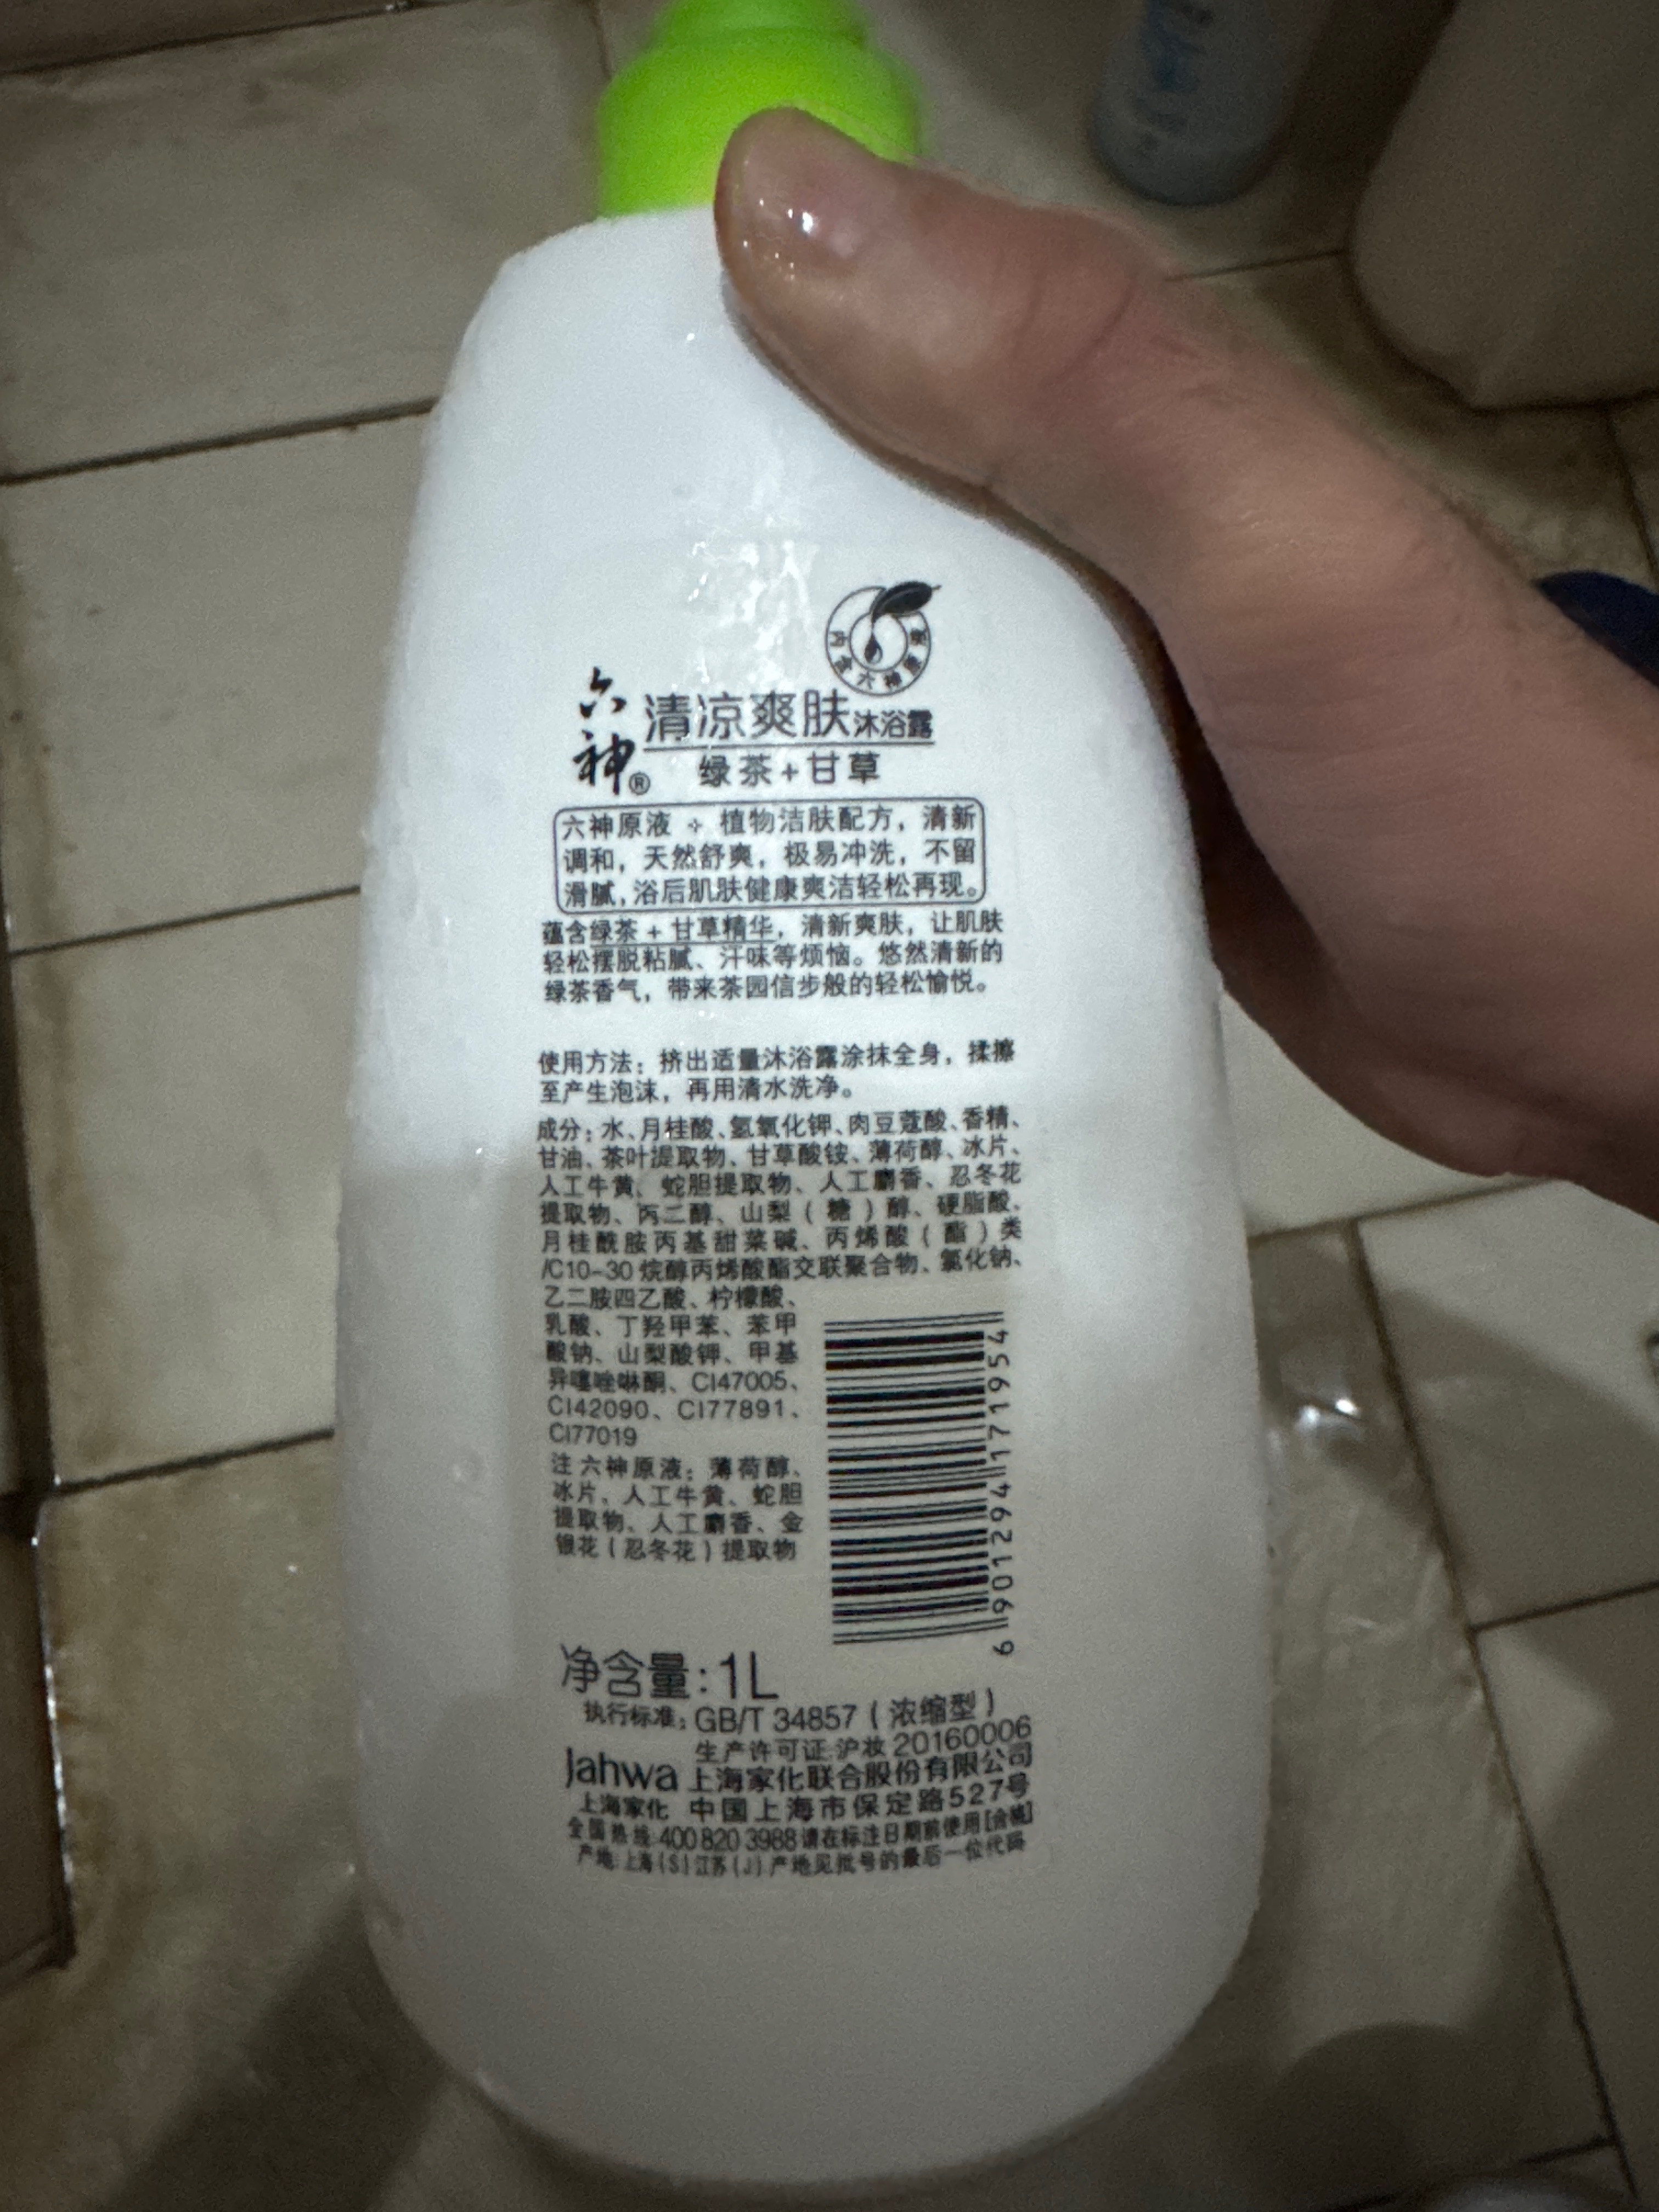 内含六神原液
六神® 清凉爽肤沐浴露
绿茶+甘草
六神原液 + 植物洁肤配方，清新
调和，天然舒爽，极易冲洗，不留
滑腻，浴后肌肤健康爽洁轻松再现。
蕴含绿茶 + 甘草精华，清新爽肤，让肌肤
轻松摆脱粘腻、汗味等烦恼。悠然清新的
绿茶香气，带来茶园信步般的轻松愉悦。
使用方法：挤出适量沐浴露涂抹全身，揉擦
至产生泡沫，再用清水洗净。
成分：水、月桂酸、氢氧化钾、肉豆蔻酸、香精、
甘油、茶叶提取物、甘草酸铵、薄荷醇、冰片、
人工牛黄、蛇胆提取物、人工麝香、忍冬花
提取物、丙二醇、山梨（糖）醇、硬脂酸、
月桂酰胺丙基甜菜碱、丙烯酸（酯）类
/C10-30 烷醇丙烯酸酯交联聚合物、氯化钠、
乙二胺四乙酸、柠檬酸、
乳酸、丁羟甲苯、苯甲
酸钠、山梨酸钾、甲基
异噻唑啉酮、CI47005、
CI42090、CI77891、
CI77019
注 六神原液：薄荷醇、
冰片、人工牛黄、蛇胆
提取物、人工麝香、金
银花（忍冬花）提取物
6 901294 171954
净含量：1L
执行标准：GB/T 34857（浓缩型）
生产许可证:沪妆 20160006
Jahwa 上海家化联合股份有限公司
上海家化 中国上海市保定路527号
全国热线:400 820 3988 请在标注日期前使用[含]
产地:上海(S)江苏(J) 产地见批号的最后一位代码